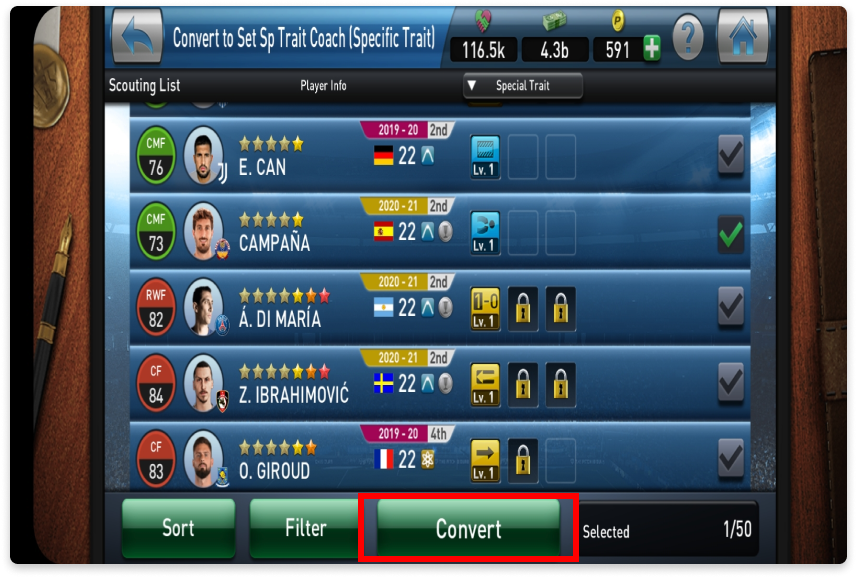 Convert to Set Sp Trait Coach (Specific Trait)
116.5k
4.3b
P
591
?
Scouting List
Player Info
Special Trait
CMF
76
E. CAN
2019 - 20 2nd
22
Lv. 1
CMF
73
CAMPAÑA
2020 - 21 2nd
22
Lv. 1
RWF
82
Á. DI MARÍA
2020 - 21 2nd
22
1-0
Lv. 1
CF
84
Z. IBRAHIMOVIĆ
2020 - 21 2nd
22
Lv. 1
CF
83
O. GIROUD
2019 - 20 4th
22
Lv. 1
Sort
Filter
Convert
Selected
1/50